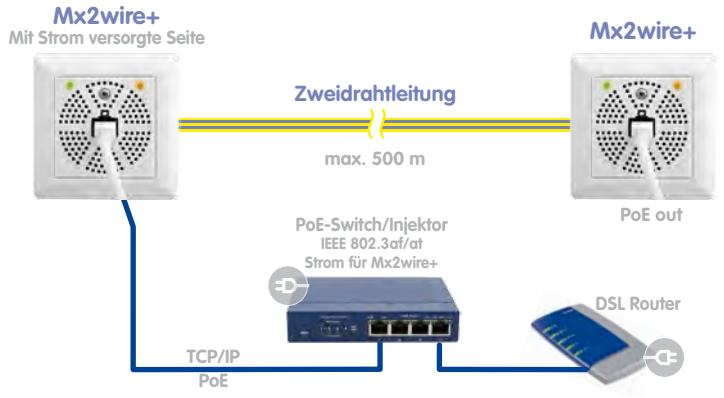 Mx2wire+
Mit Strom versorgte Seite
Mx2wire+
Zweidrahtleitung
max. 500 m
PoE out
PoE-Switch/Injektor
IEEE 802.3af/at
Strom für Mx2wire+
DSL Router
TCP/IP
PoE